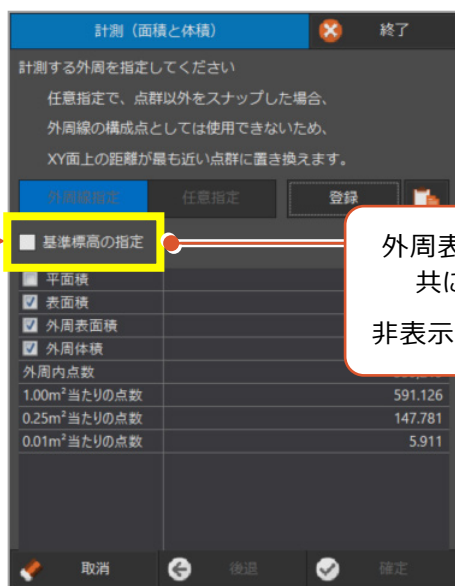 計測（面積と体積）
終了
計測する外周を指定してください
任意指定で、点群以外をスナップした場合、
外周線の構成点としては使用できないため、
XY面上の距離が最も近い点群に置き換えます。
外周線指定
任意指定
登録
基準標高の指定
外周表
共に
非表示
平面積
表面積
外周表面積
外周体積
外周内点数
1.00m²当たりの点数 591.126
0.25m²当たりの点数 147.781
0.01m²当たりの点数 5.911
取消
後退
確定